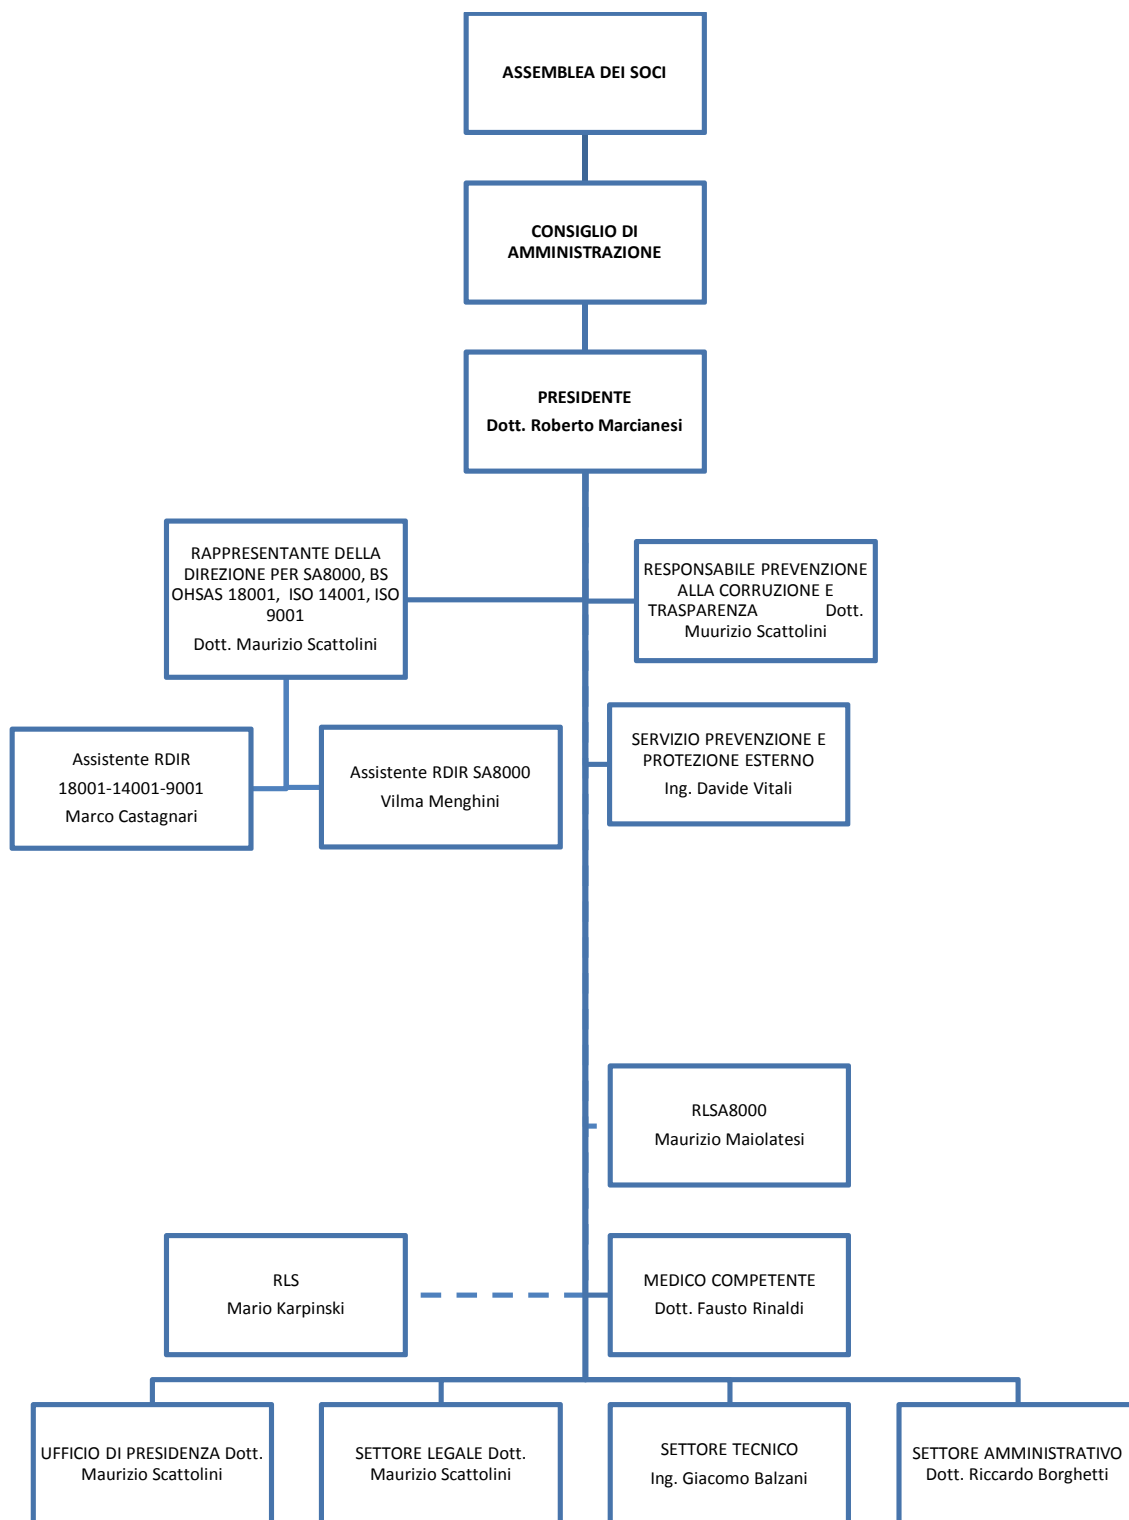 ASSEMBLEA DEI SOCI
CONSIGLIO DI
AMMINISTRAZIONE
PRESIDENTE
Dott. Roberto Marcianesi
RAPPRESENTANTE DELLA
DIREZIONE PER SA8000, BS
OHSAS 18001, ISO 14001, ISO
9001
Dott. Maurizio Scattolini
RESPONSABILE PREVENZIONE
ALLA CORRUZIONE E
TRASPARENZA Dott.
Muurizio Scattolini
Assistente RDIR
18001-14001-9001
Marco Castagnari
Assistente RDIR SA8000
Vilma Menghini
SERVIZIO PREVENZIONE E
PROTEZIONE ESTERNO
Ing. Davide Vitali
RLSA8000
Maurizio Maiolatesi
RLS
Mario Karpinski
MEDICO COMPETENTE
Dott. Fausto Rinaldi
UFFICIO DI PRESIDENZA Dott.
Maurizio Scattolini
SETTORE LEGALE Dott.
Maurizio Scattolini
SETTORE TECNICO
Ing. Giacomo Balzani
SETTORE AMMINISTRATIVO
Dott. Riccardo Borghetti